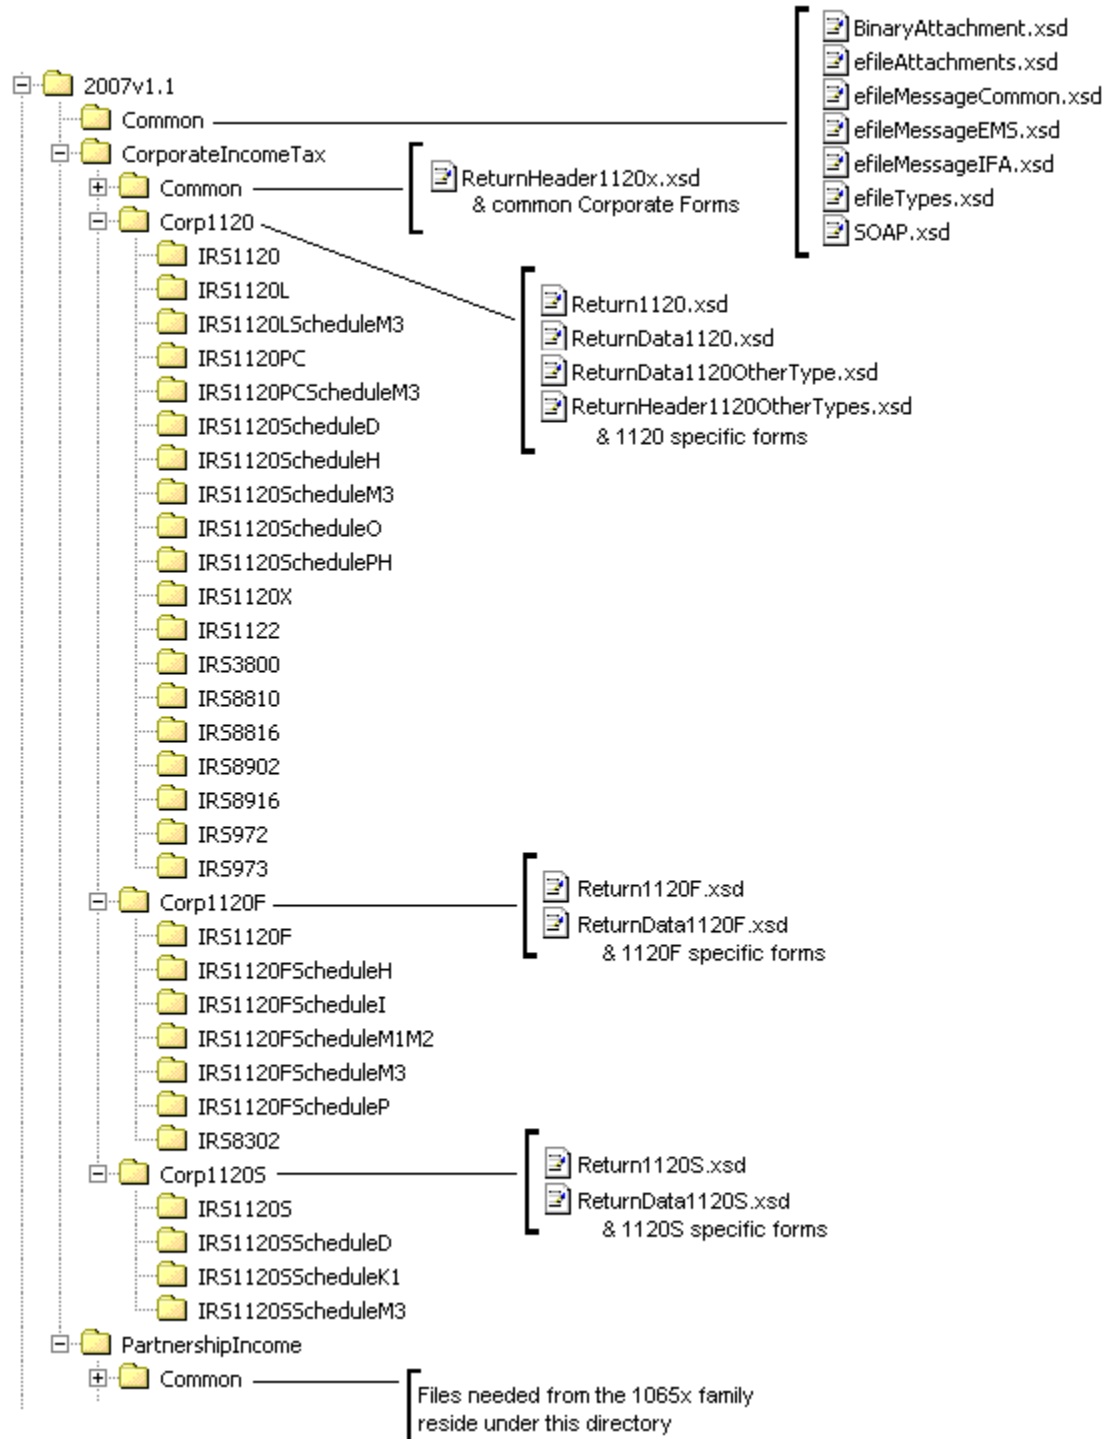 2007v1.1
Common
BinaryAttachment.xsd
efileAttachments.xsd
efileMessageCommon.xsd
efileMessageEMS.xsd
efileMessageIFA.xsd
efileTypes.xsd
SOAP.xsd
CorporateIncomeTax
Common
ReturnHeader1120x.xsd
& common Corporate Forms
Corp1120
Return1120.xsd
ReturnData1120.xsd
ReturnData1120OtherType.xsd
ReturnHeader1120OtherTypes.xsd
& 1120 specific forms
IRS1120
IRS1120L
IRS1120LScheduleM3
IRS1120PC
IRS1120PCScheduleM3
IRS1120ScheduleD
IRS1120ScheduleH
IRS1120ScheduleM3
IRS1120ScheduleO
IRS1120SchedulePH
IRS1120X
IRS1122
IRS3800
IRS8810
IRS8816
IRS8902
IRS8916
IRS972
IRS973
Corp1120F
Return1120F.xsd
ReturnData1120F.xsd
& 1120F specific forms
IRS1120F
IRS1120FScheduleH
IRS1120FScheduleI
IRS1120FScheduleM1M2
IRS1120FScheduleM3
IRS1120FScheduleP
IRS8302
Corp1120S
Return1120S.xsd
ReturnData1120S.xsd
& 1120S specific forms
IRS1120S
IRS1120SScheduleD
IRS1120SScheduleK1
IRS1120SScheduleM3
PartnershipIncome
Common
Files needed from the 1065x family
reside under this directory